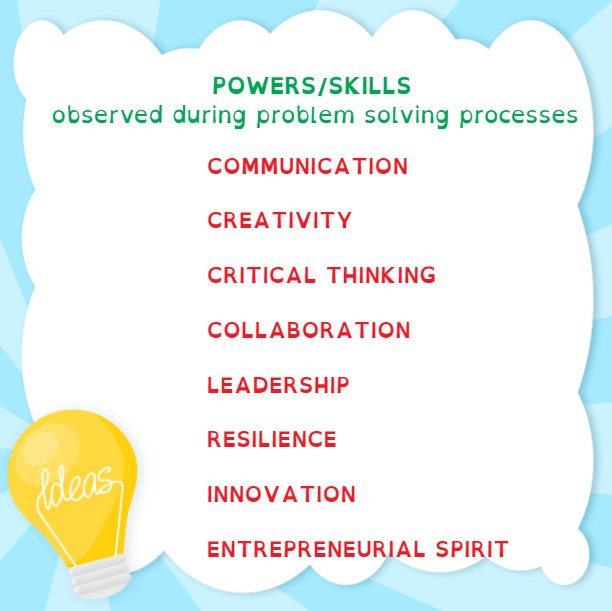 POWERS/SKILLS
observed during problem solving processes
COMMUNICATION
CREATIVITY
CRITICAL THINKING
COLLABORATION
LEADERSHIP
RESILIENCE
INNOVATION
ENTREPRENEURIAL SPIRIT
Ideas